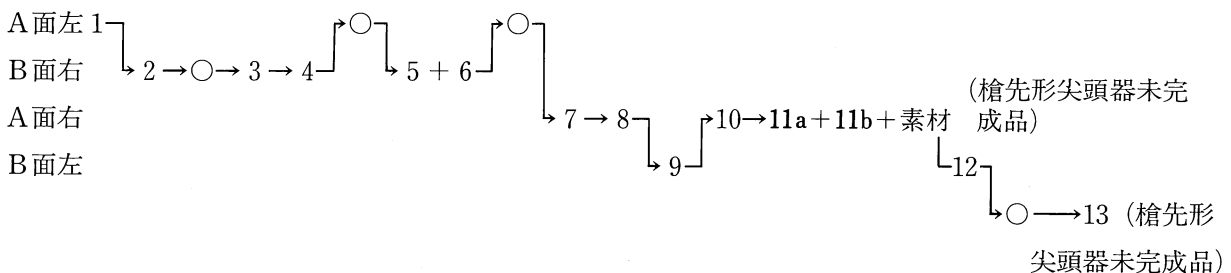 A面左 1 ○ ○
B面右 2→○→3→4 5＋6 (槍先形尖頭器未完
A面右 7→8 10→11a＋11b＋素材 成品)
B面左 9 12
○→13 (槍先形
尖頭器未完成品)